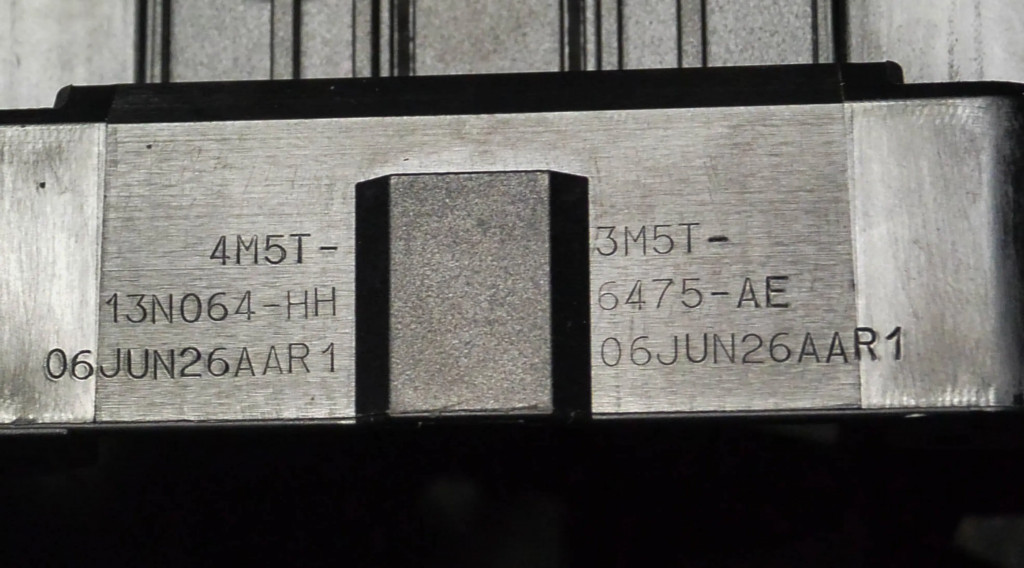 4M5T-
13N064-HH
06JUN26AAR1
3M5T-
6475-AE
06JUN26AAR1